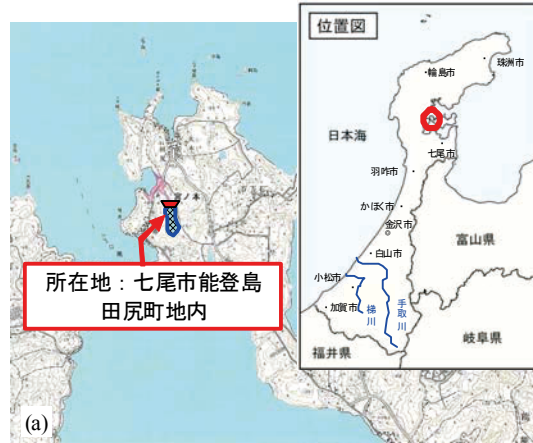 位置図
輪島市
珠洲市
日本海
七尾市
羽咋市
かほく市
金沢市
富山県
白山市
小松市
加賀市
梯川
手取川
岐阜県
福井県
宮ノ本
所在地：七尾市能登島
田尻町地内
(a)